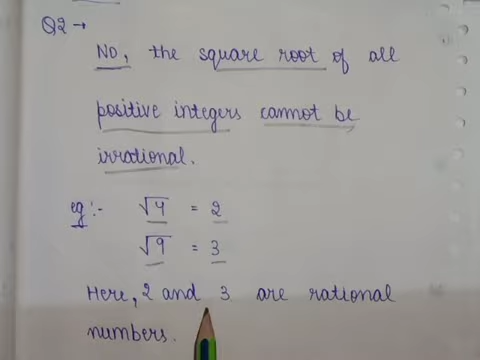 Q2→
NO, the square root of all
positive integers cannot be
irrational.
eg:- √4 = 2
√9 = 3
Here, 2 and 3 are rational
numbers.